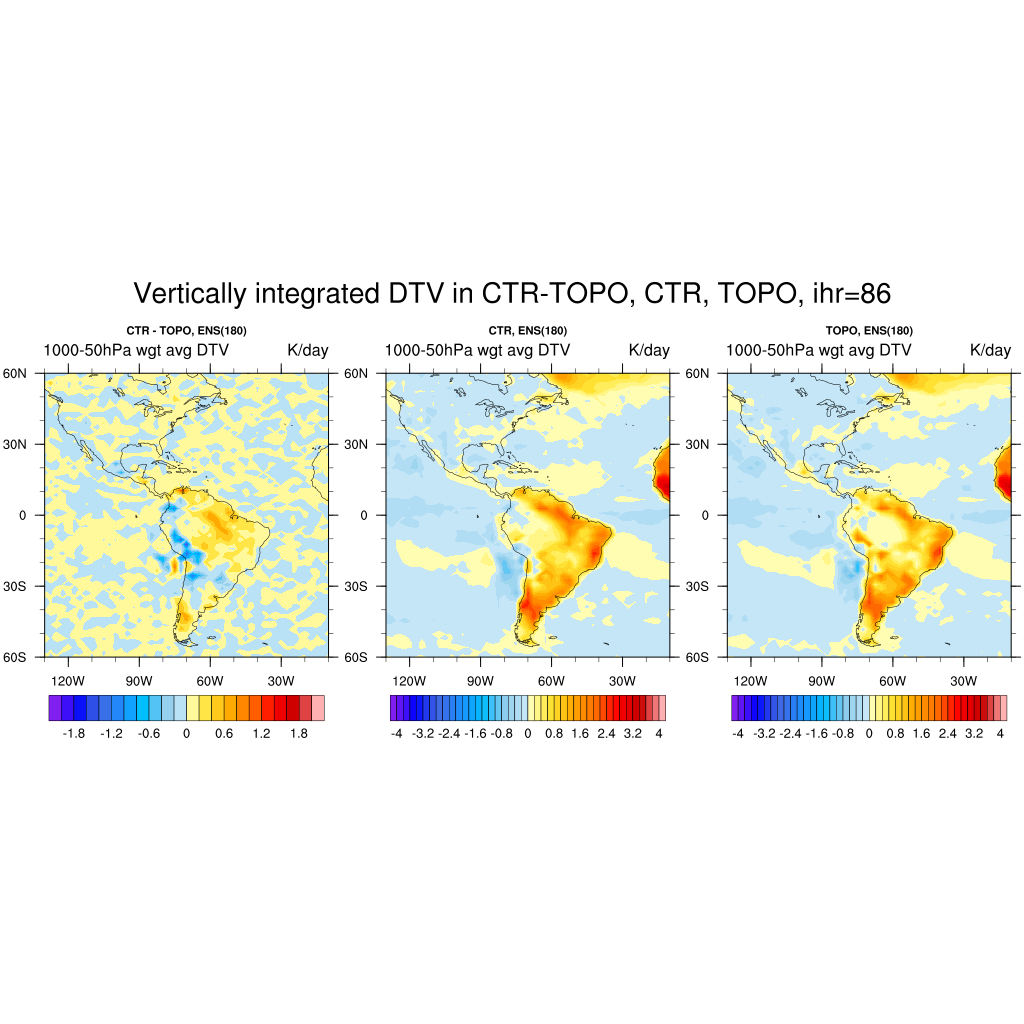 Vertically integrated DTV in CTR-TOPO, CTR, TOPO, ihr=86
CTR - TOPO, ENS(180)
1000-50hPa wgt avg DTV K/day
60N
30N
0
30S
60S
120W 90W 60W 30W
-1.8 -1.2 -0.6 0 0.6 1.2 1.8
CTR, ENS(180)
1000-50hPa wgt avg DTV K/day
60N
30N
0
30S
60S
120W 90W 60W 30W
-4 -3.2 -2.4 -1.6 -0.8 0 0.8 1.6 2.4 3.2 4
TOPO, ENS(180)
1000-50hPa wgt avg DTV K/day
60N
30N
0
30S
60S
120W 90W 60W 30W
-4 -3.2 -2.4 -1.6 -0.8 0 0.8 1.6 2.4 3.2 4